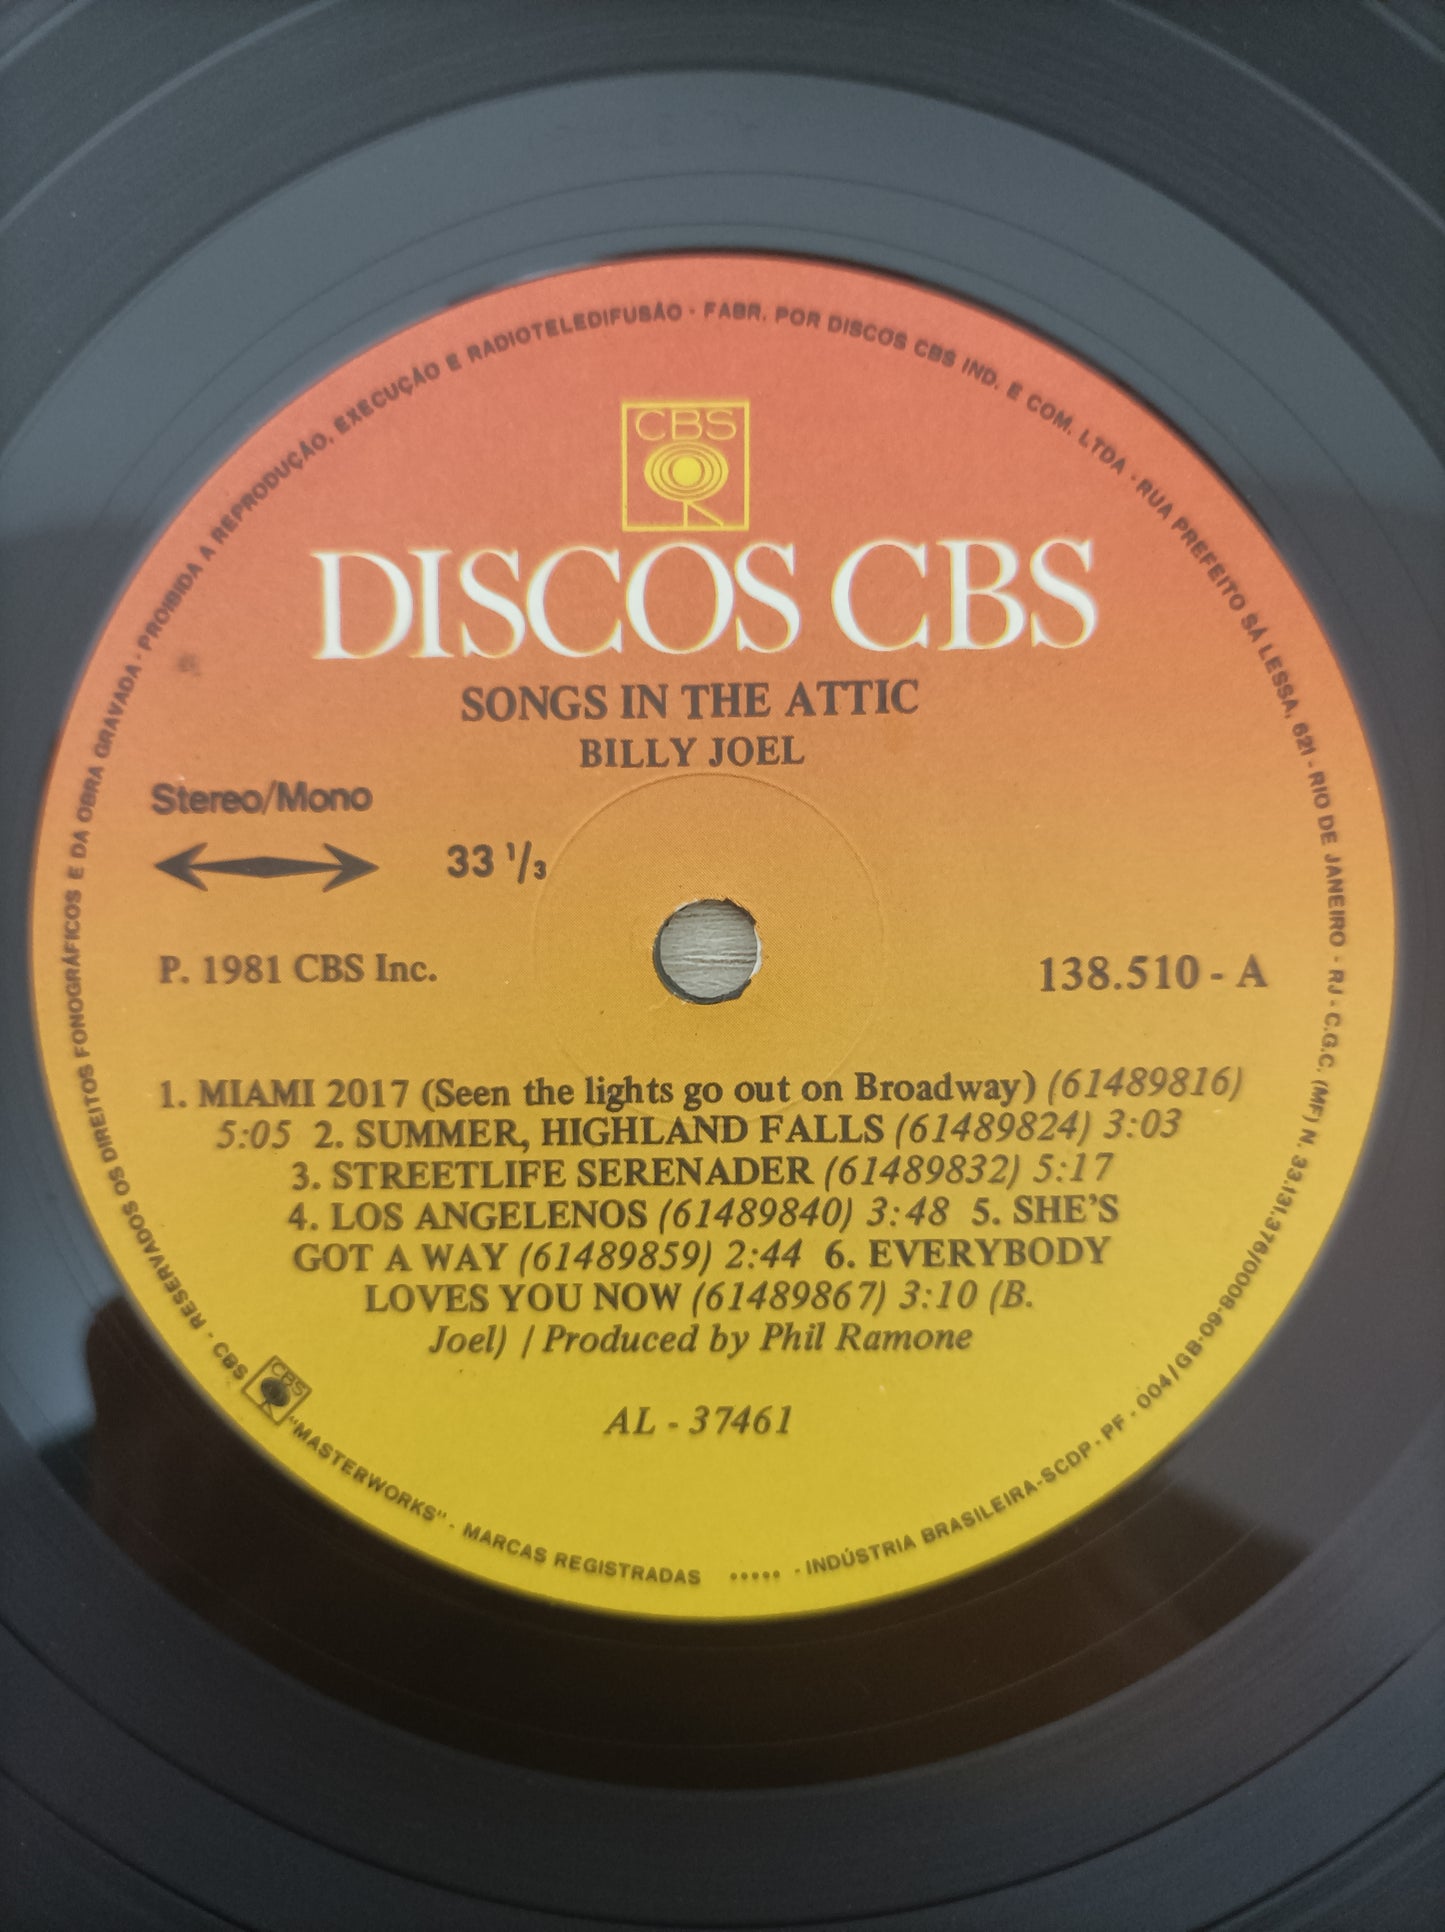 CBS
DISCOS CBS
SONGS IN THE ATTIC
BILLY JOEL
Stereo/Mono
33 1/3
P. 1981 CBS Inc.
138.510 - A
1. MIAMI 2017 (Seen the lights go out on Broadway) (61489816)
5:05 2. SUMMER, HIGHLAND FALLS (61489824) 3:03
3. STREETLIFE SERENADER (61489832) 5:17
4. LOS ANGELENOS (61489840) 3:48 5. SHE'S
GOT A WAY (61489859) 2:44 6. EVERYBODY
LOVES YOU NOW (61489867) 3:10 (B.
Joel) / Produced by Phil Ramone
AL - 37461
RESERVADOS OS DIREITOS FONOGRÁFICOS E DA OBRA GRAVADA - PROIBIDA A REPRODUÇÃO, EXECUÇÃO E RADIOTELEDIFUSÃO - FABR. POR DISCOS CBS IND. E COM. LTDA - RUA PREFEITO SÁ LESSA, 621 - RIO DE JANEIRO - RJ - C.G.C. (MF) N. 33.131.376/0008-09 - INDÚSTRIA BRASILEIRA-SCDP-PF - 004/GB
CBS CBS "MASTERWORKS" - MARCAS REGISTRADAS